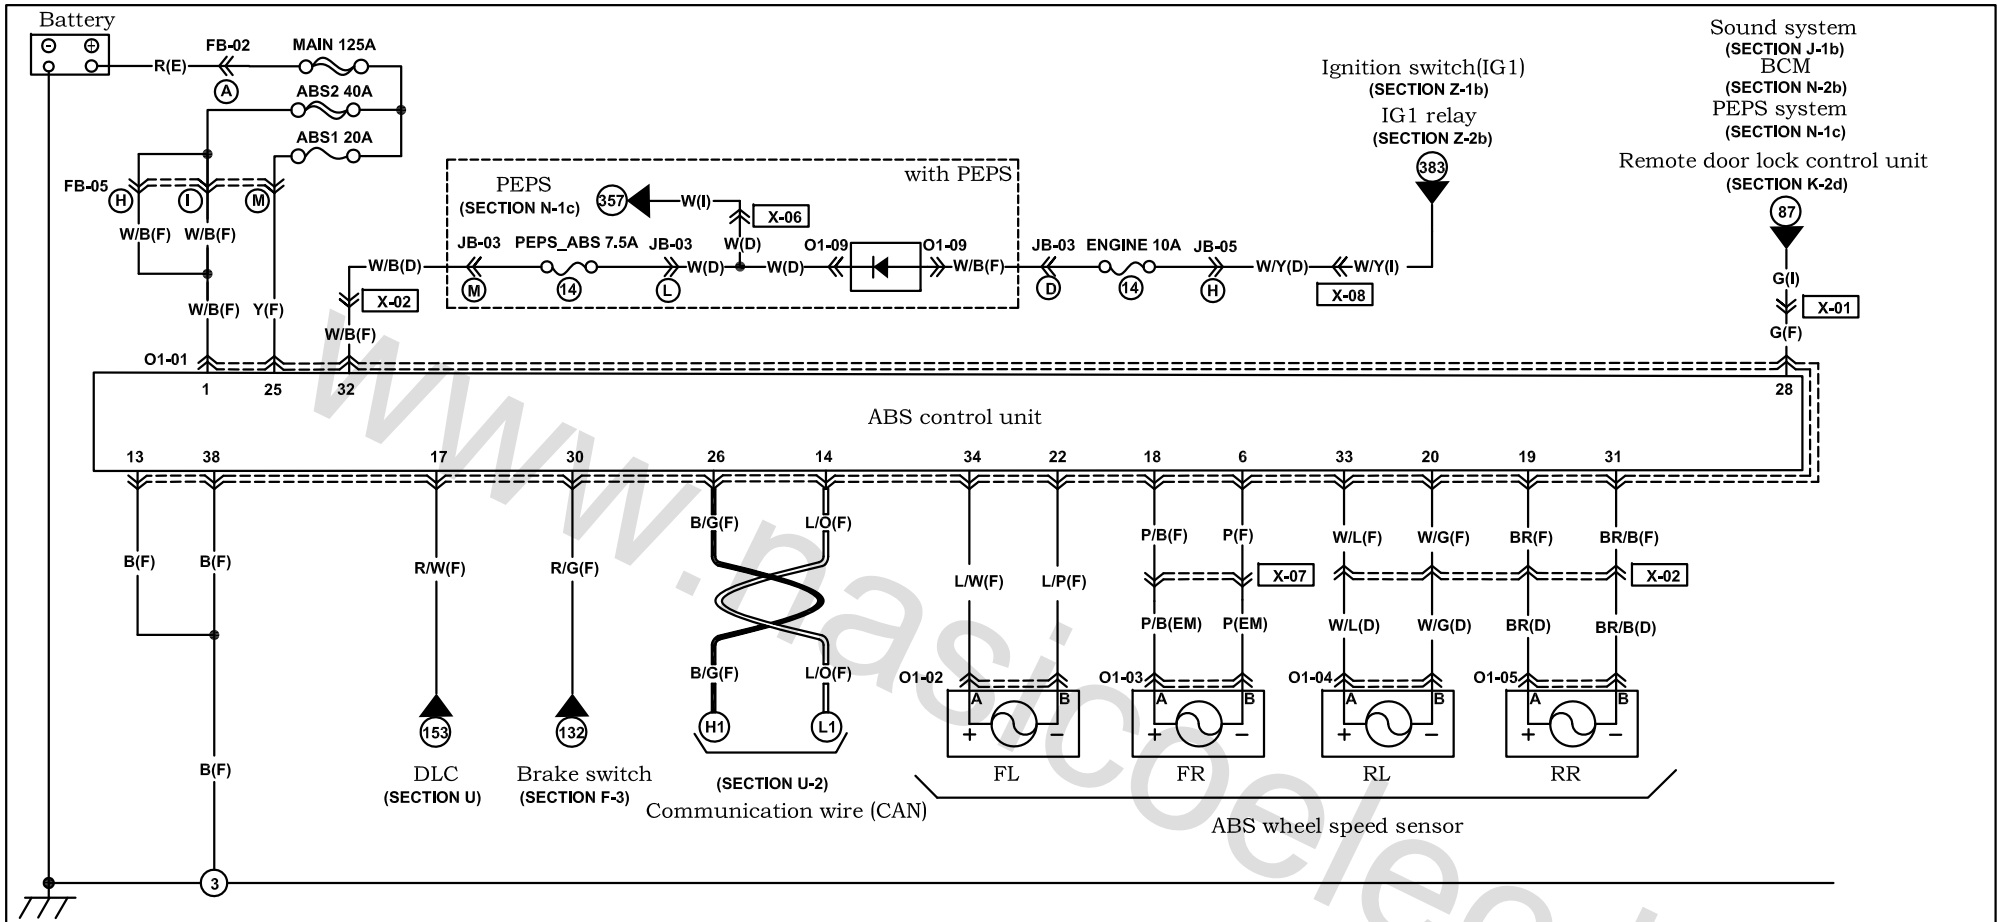 Battery
FB-02
MAIN 125A
R(E)
A
ABS2 40A
ABS1 20A
FB-05
H
I
M
W/B(F)
W/B(F)
W/B(F)
Y(F)
W/B(D)
X-02
W/B(F)
PEPS
(SECTION N-1c)
357
W(I)
with PEPS
X-06
JB-03
PEPS_ABS 7.5A
JB-03
W(D)
O1-09
O1-09
M
14
L
W(D)
W(D)
W/B(F)
JB-03
ENGINE 10A
JB-05
D
14
H
W/Y(D)
W/Y(I)
X-08
Ignition switch(IG1)
(SECTION Z-1b)
IG1 relay
(SECTION Z-2b)
383
Sound system
(SECTION J-1b)
BCM
(SECTION N-2b)
PEPS system
(SECTION N-1c)
Remote door lock control unit
(SECTION K-2d)
87
G(I)
X-01
G(F)
O1-01
1
25
32
28
ABS control unit
13
38
17
30
26
14
34
22
18
6
33
20
19
31
B/G(F)
L/O(F)
P/B(F)
P(F)
W/L(F)
W/G(F)
BR(F)
BR/B(F)
B(F)
B(F)
R/W(F)
R/G(F)
L/W(F)
L/P(F)
X-07
X-02
P/B(EM)
P(EM)
W/L(D)
W/G(D)
BR(D)
BR/B(D)
B/G(F)
L/O(F)
O1-02
O1-03
O1-04
O1-05
A
B
A
B
A
B
A
B
153
132
H1
L1
+
−
+
−
+
−
+
−
B(F)
DLC
(SECTION U)
Brake switch
(SECTION F-3)
(SECTION U-2)
Communication wire (CAN)
FL
FR
RL
RR
ABS wheel speed sensor
3
www.nasicoelec